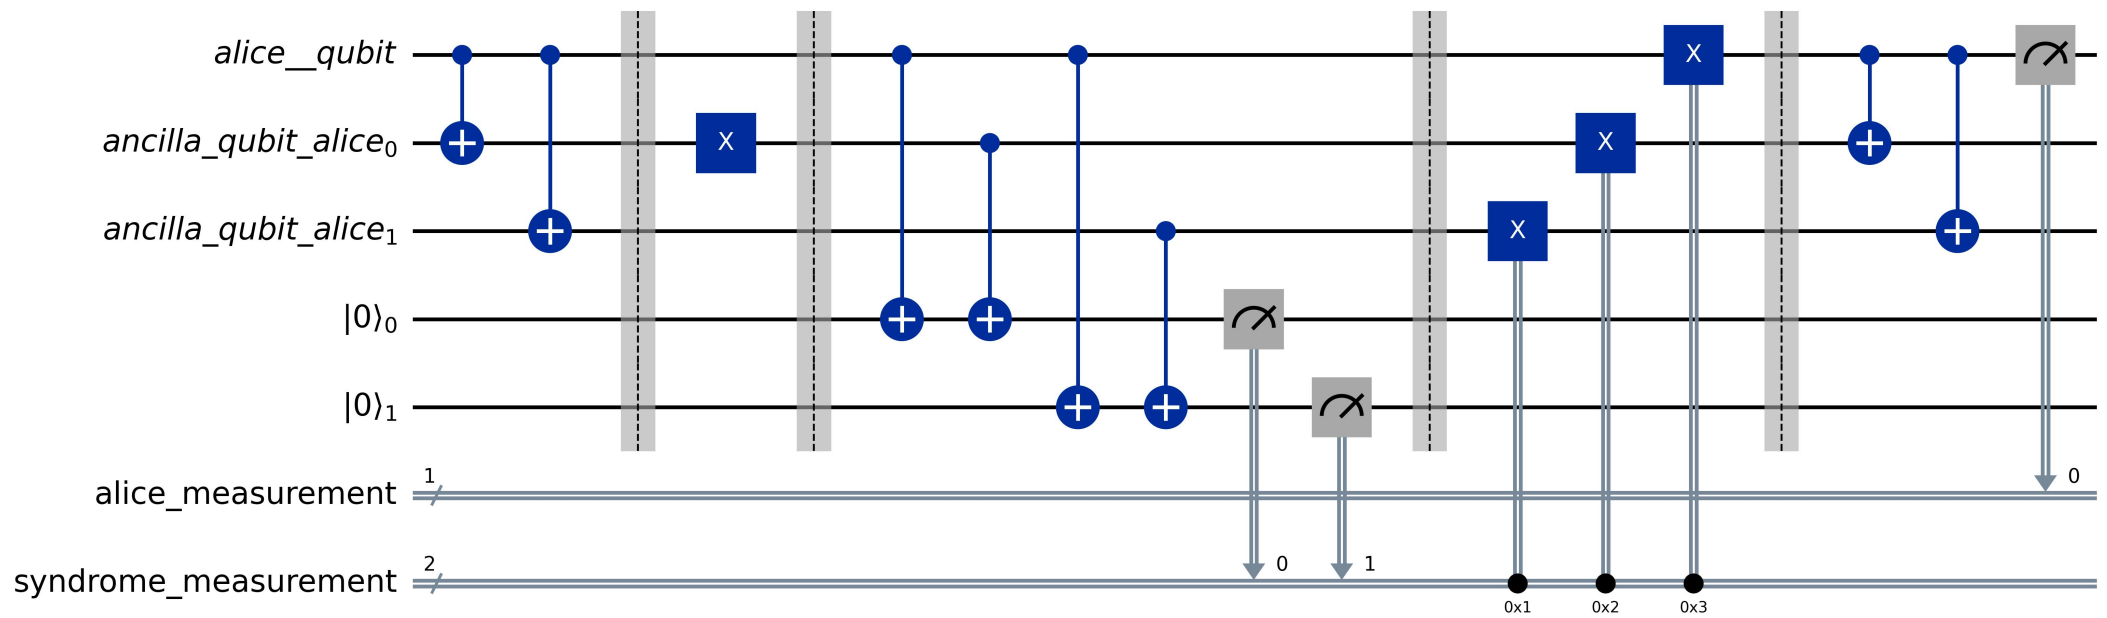 alice__qubit
X
ancilla_qubit_alice0
X
X
ancilla_qubit_alice1
X
|0⟩0
|0⟩1
alice_measurement
1
0
syndrome_measurement
2
0
1
0x1
0x2
0x3